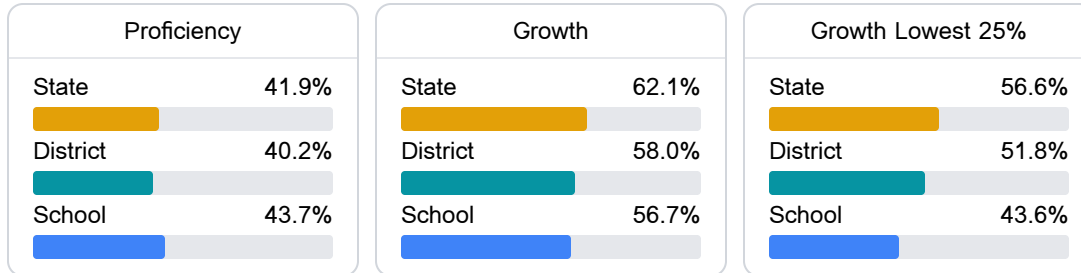 Proficiency
State 41.9%
District 40.2%
School 43.7%
Growth
State 62.1%
District 58.0%
School 56.7%
Growth Lowest 25%
State 56.6%
District 51.8%
School 43.6%